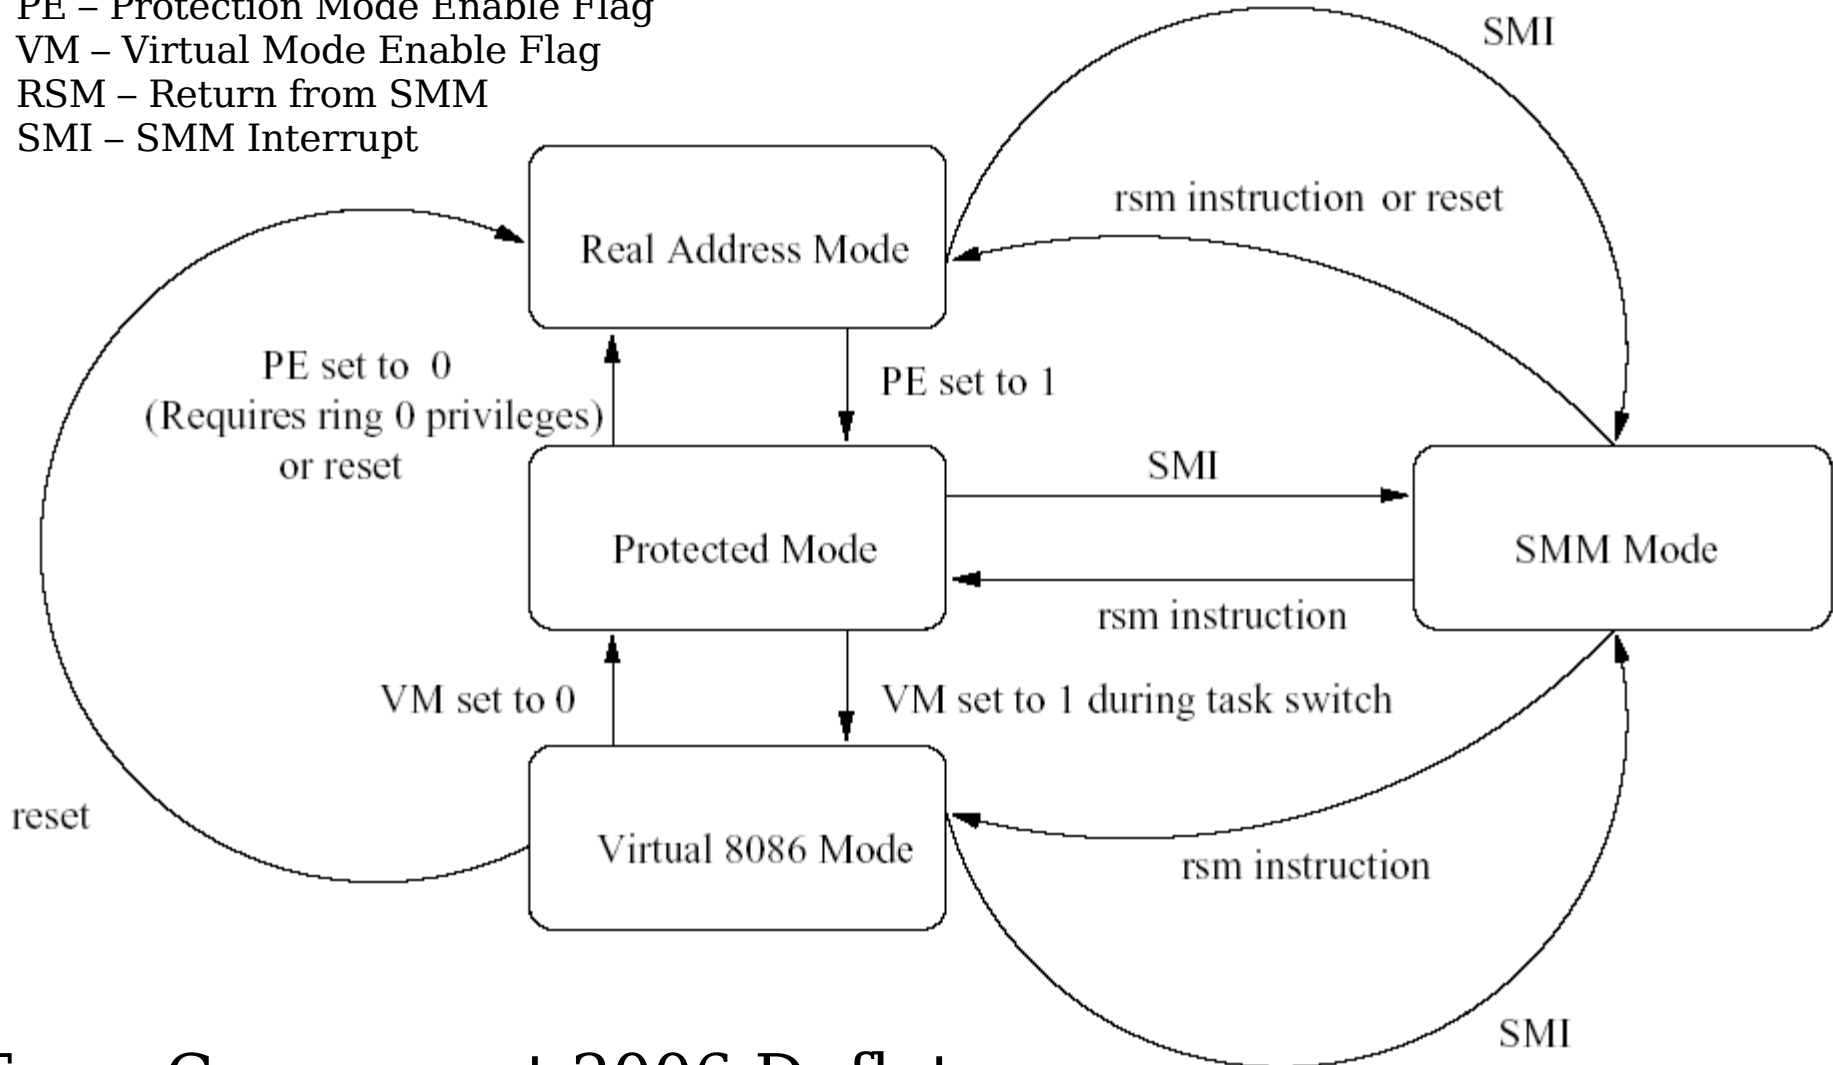 PE – Protection Mode Enable Flag
VM – Virtual Mode Enable Flag
RSM – Return from SMM
SMI – SMM Interrupt
SMI
rsm instruction or reset
Real Address Mode
PE set to 0
(Requires ring 0 privileges)
or reset
PE set to 1
SMI
Protected Mode
SMM Mode
rsm instruction
VM set to 0
VM set to 1 during task switch
reset
Virtual 8086 Mode
rsm instruction
SMI